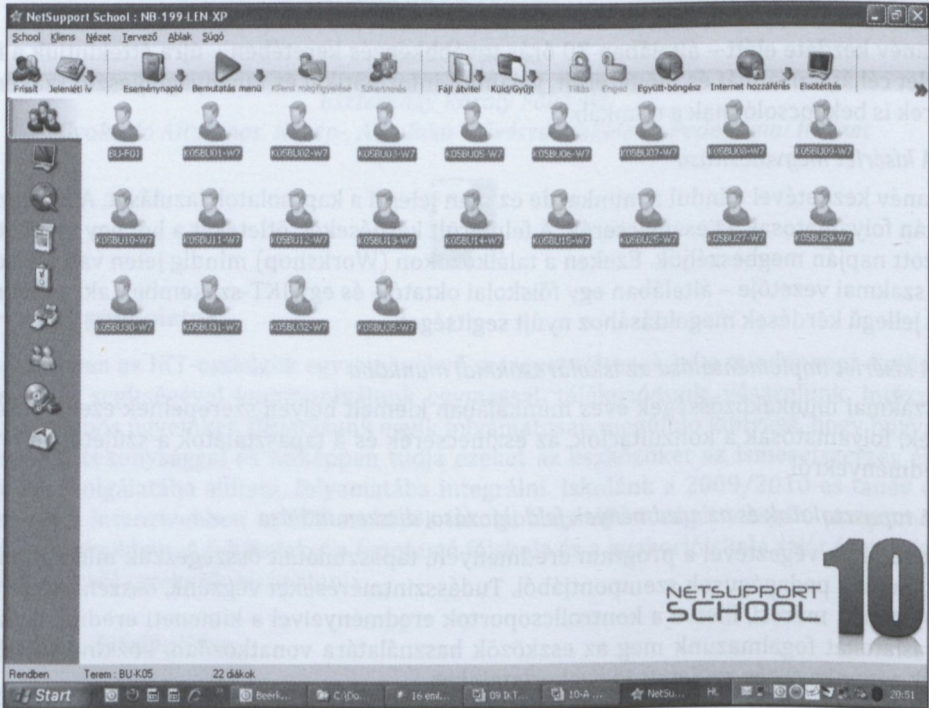 NetSupport School : NB-199-LEN-XP
School Kliens Nézet Tervező Ablak Súgó
Frissít Jelenléti ív Eseménynapló Bemutatás menü Kliens megfigyelése Fájl átvitel Küld/Gyűjt Tiltás Enged Együtt-böngész Internet hozzáférés Elsötétítés
BU-FG1 K05BU01-W7 K05BU02-W7 K05BU03-W7 K05BU05-W7 K05BU06-W7 K05BU07-W7 K05BU08-W7 K05BU09-W7
K05BU10-W7 K05BU11-W7 K05BU12-W7 K05BU13-W7 K05BU14-W7 K05BU15-W7 K05BU25-W7 K05BU27-W7 K05BU29-W7
K05BU30-W7 K05BU31-W7 K05BU32-W7 K05BU35-W7
NETSUPPORT
SCHOOL
10
Rendben Terem : BU-K05 22 diákok
Start Beérk... C:\Do... 10-A ... NetSu... HU 20:51